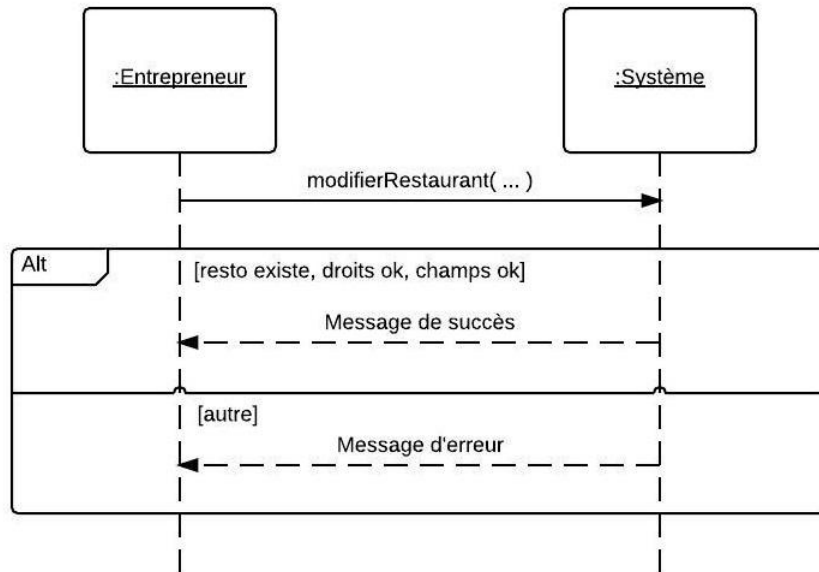 :Entrepreneur
:Système
modifierRestaurant( ... )
Alt
[resto existe, droits ok, champs ok]
Message de succès
[autre]
Message d'erreur